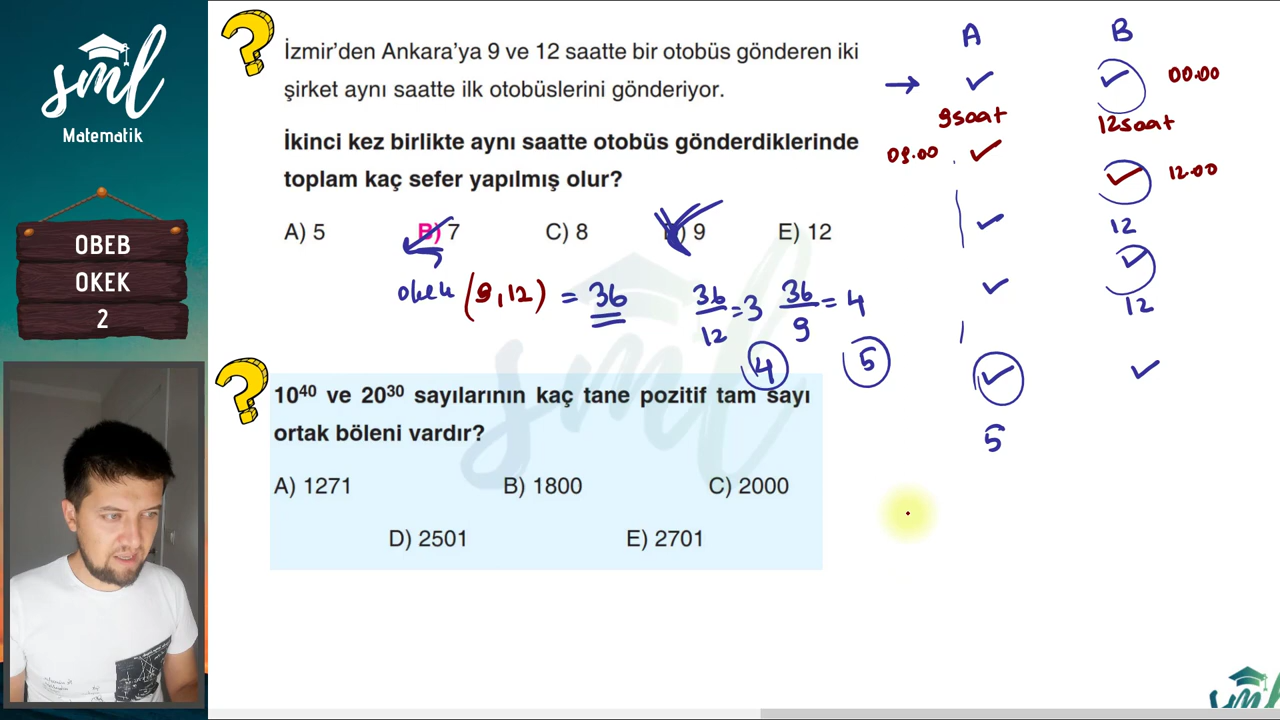 sml
Matematik
OBEB
OKEK
2
İzmir'den Ankara'ya 9 ve 12 saatte bir otobüs gönderen iki
şirket aynı saatte ilk otobüslerini gönderiyor.
İkinci kez birlikte aynı saatte otobüs gönderdiklerinde
toplam kaç sefer yapılmış olur?
A) 5 B) 7 C) 8 D) 9 E) 12
okek (9,12) = 36 36/12 = 3 36/9 = 4
4 5
10⁴⁰ ve 20³⁰ sayılarının kaç tane pozitif tam sayı
ortak böleni vardır?
A) 1271 B) 1800 C) 2000
D) 2501 E) 2701
A B
00.00
9saat 12saat
09.00 12.00
12
12
5
sml
sml